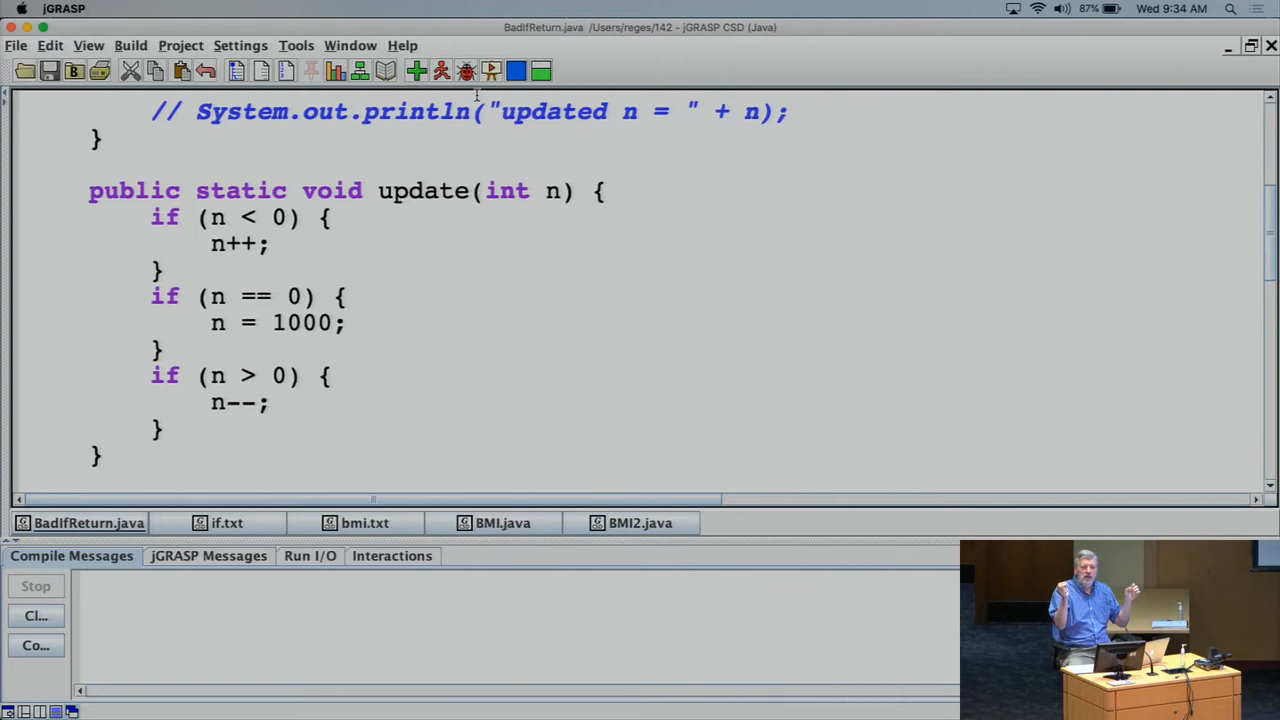 jGRASP
87%
Wed 9:34 AM
BadIfReturn.java /Users/reges/142 - jGRASP CSD (Java)
File Edit View Build Project Settings Tools Window Help
// System.out.println("updated n = " + n);
}
public static void update(int n) {
if (n < 0) {
n++;
}
if (n == 0) {
n = 1000;
}
if (n > 0) {
n--;
}
}
BadIfReturn.java if.txt bmi.txt BMI.java BMI2.java
Compile Messages jGRASP Messages Run I/O Interactions
Stop
Cl...
Co...